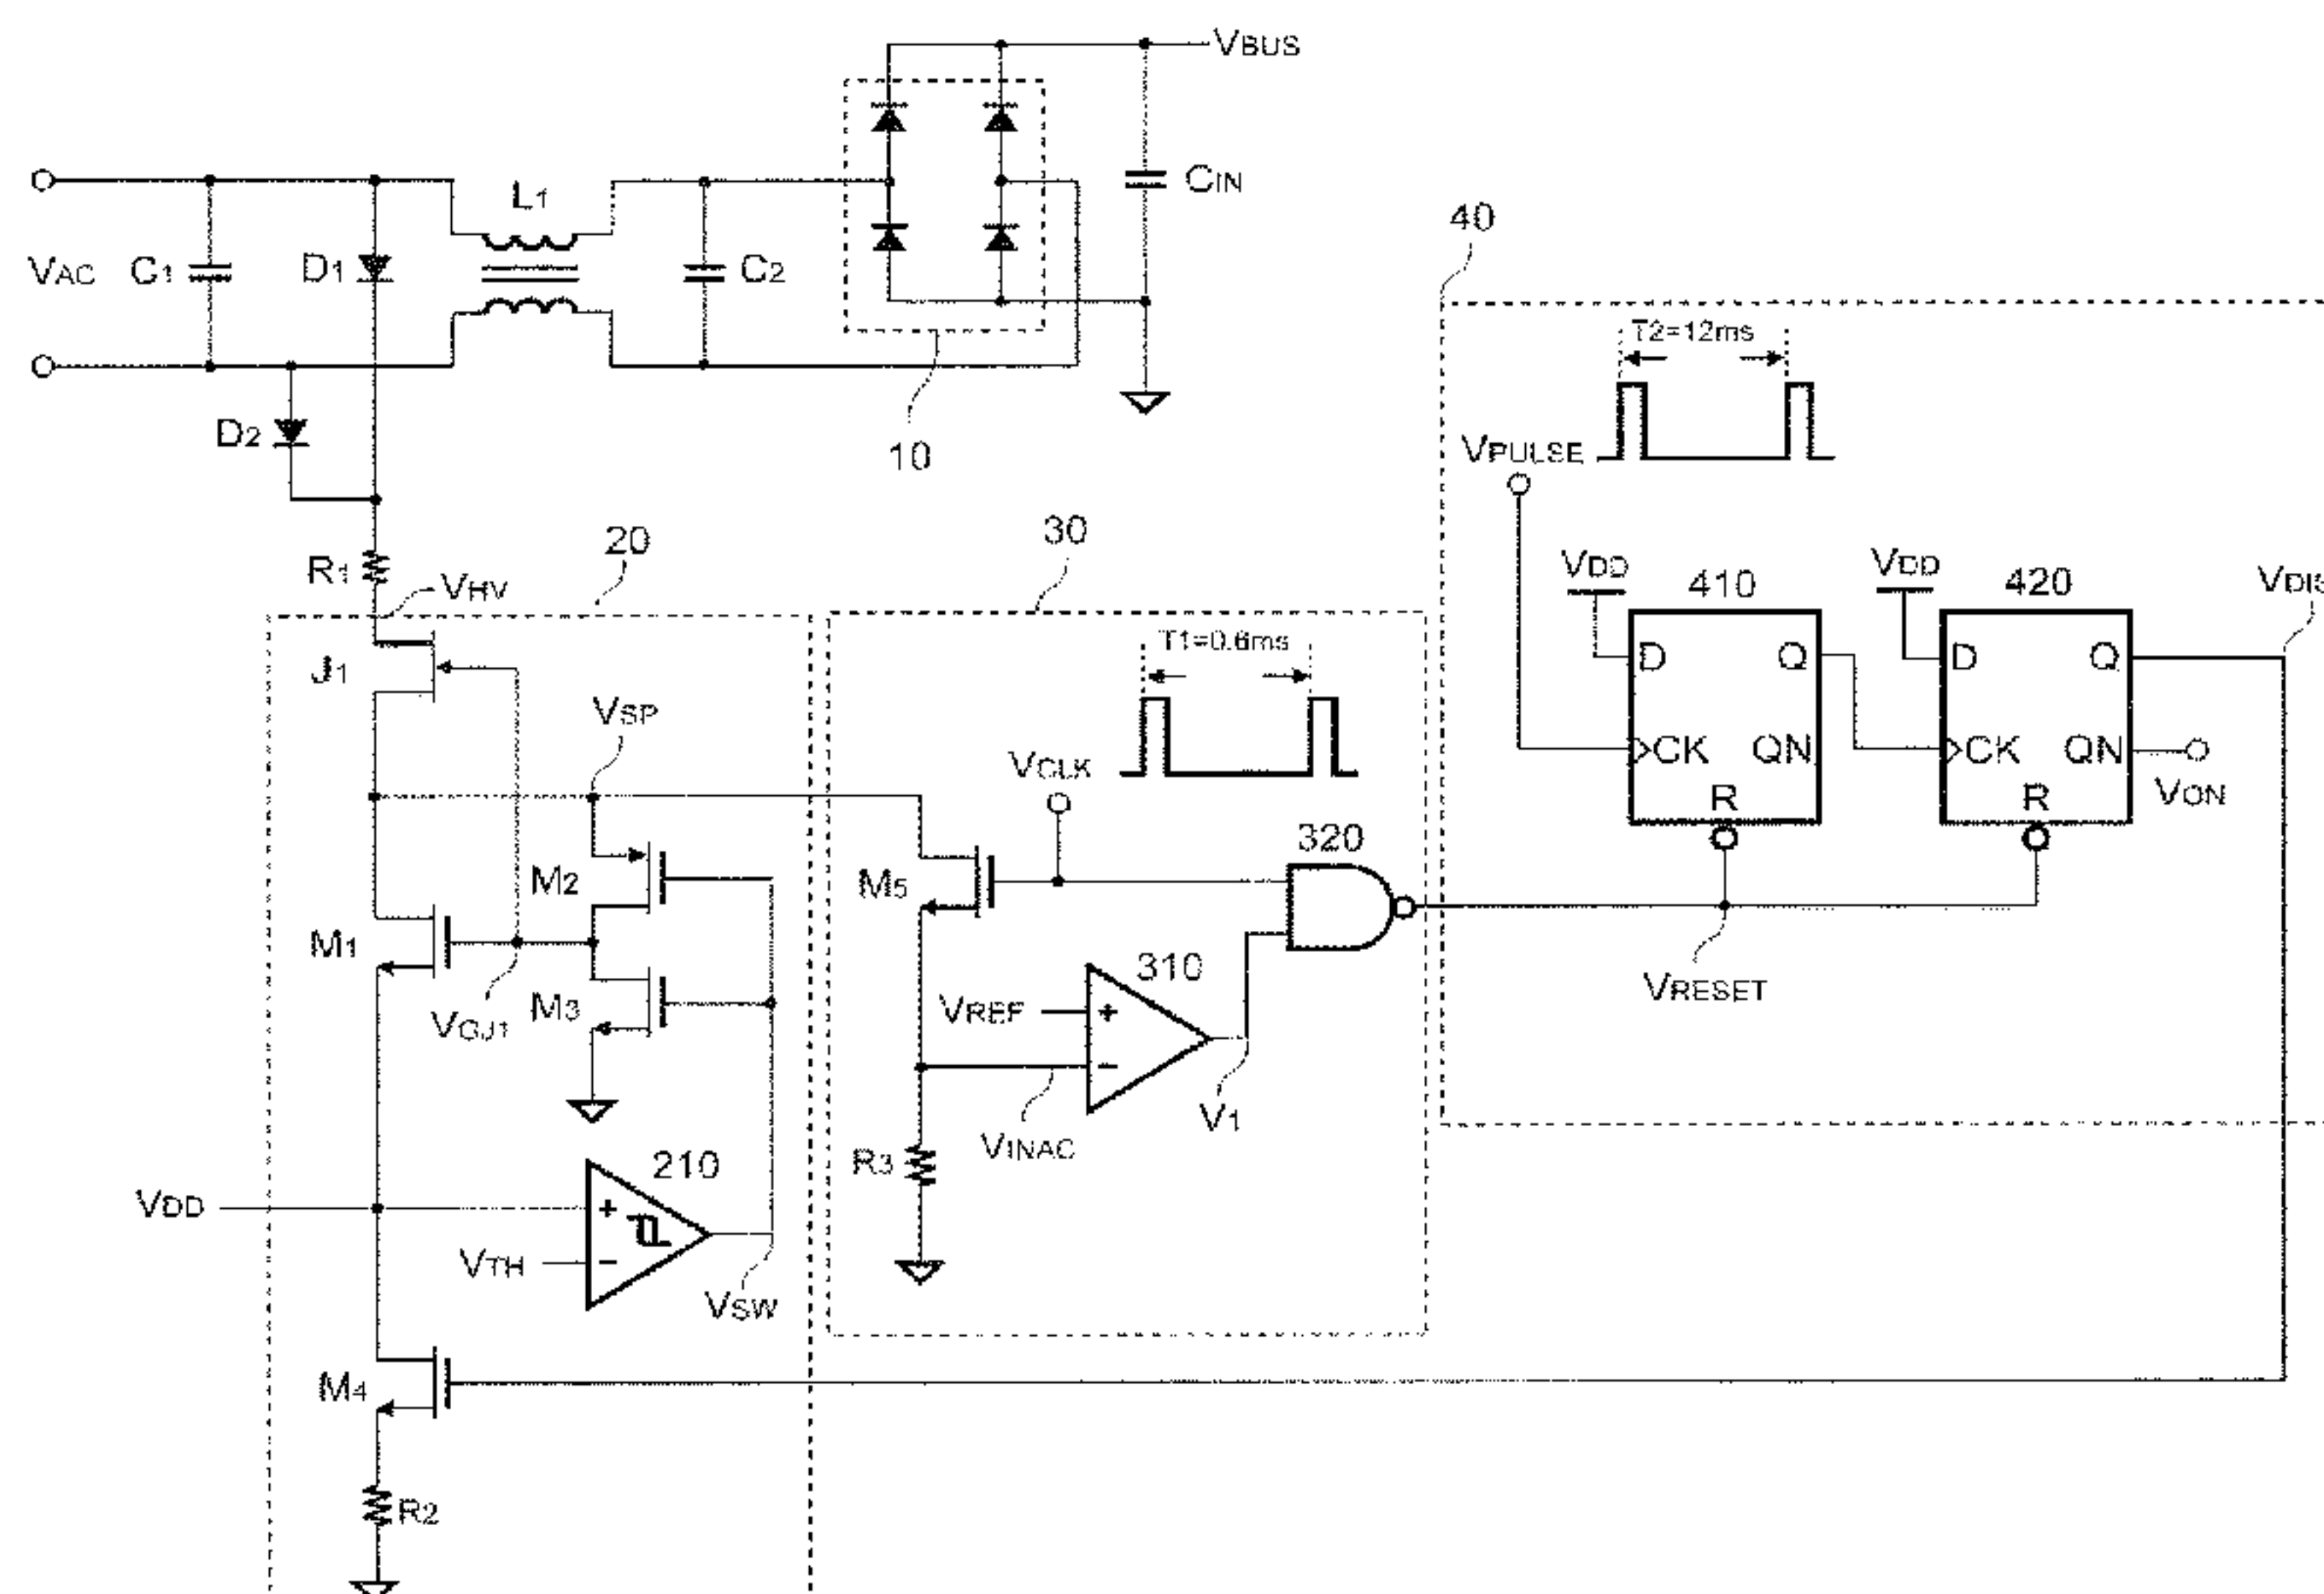 VBUS
L1
CIN
VAC
C1
D1
C2
D2
10
40
T2=12ms
VPULSE
R1
VHV
20
30
VDD
410
VDD
420
J1
VSP
T1=0.6ms
D
Q
D
Q
VCLK
CK
QN
CK
QN
VON
R
R
320
M2
M5
M1
M3
VGJ1
VREF
+
310
VRESET
−
V1
VINAC
R3
210
VDD
+
VTH
−
VSW
M4
R2